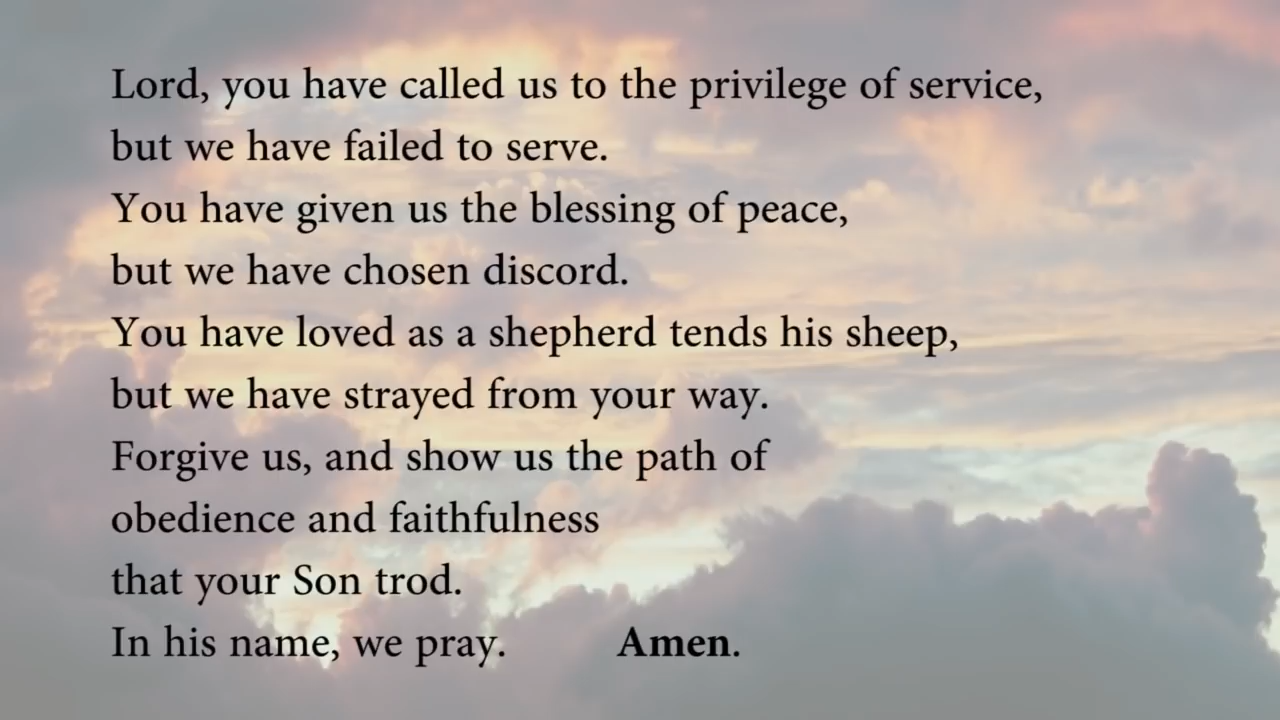 Lord, you have called us to the privilege of service,
but we have failed to serve.
You have given us the blessing of peace,
but we have chosen discord.
You have loved as a shepherd tends his sheep,
but we have strayed from your way.
Forgive us, and show us the path of
obedience and faithfulness
that your Son trod.
In his name, we pray. Amen.